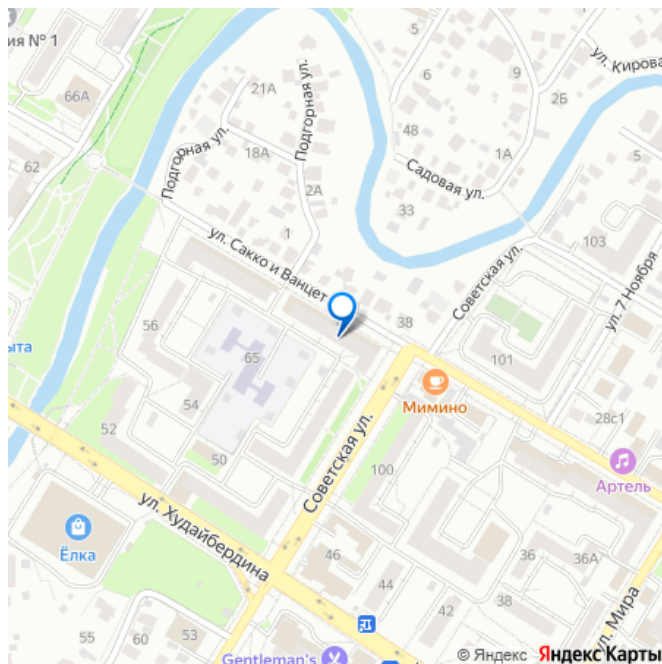 ия № 1
66А
62
21А
Подгорная ул.
Подгорная ул.
18А
2А
1
5
6
9
2Б
ул. Кирова
48
1А
5
Садовая ул.
33
103
ул. Сакко и Ванцет
Советская ул.
ул. 7 Ноября
38
56
65
101
ыта
54
Мимино
28с1
52
50
Советская ул.
100
Артель
ул. Худайбердина
Ёлка
46
36
36А
44
42
38
ул. Мира
55
60
53
Gentleman's
© Яндекс Яндекс Карты